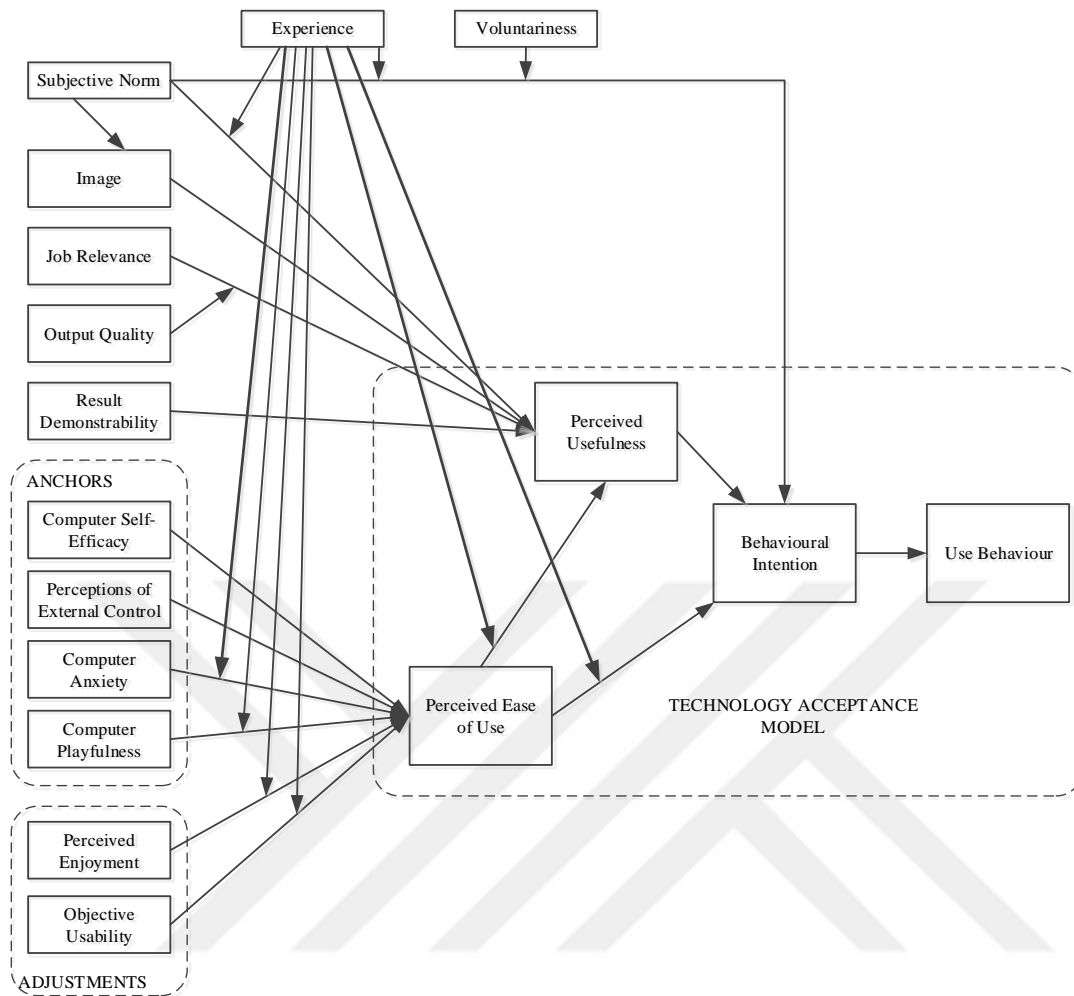 Experience
Voluntariness
Subjective Norm
Image
Job Relevance
Output Quality
Result
Demonstrability
Perceived
Usefulness
ANCHORS
Computer Self-
Efficacy
Perceptions of
External Control
Computer
Anxiety
Computer
Playfulness
Behavioural
Intention
Use Behaviour
Perceived Ease
of Use
TECHNOLOGY ACCEPTANCE
MODEL
Perceived
Enjoyment
Objective
Usability
ADJUSTMENTS